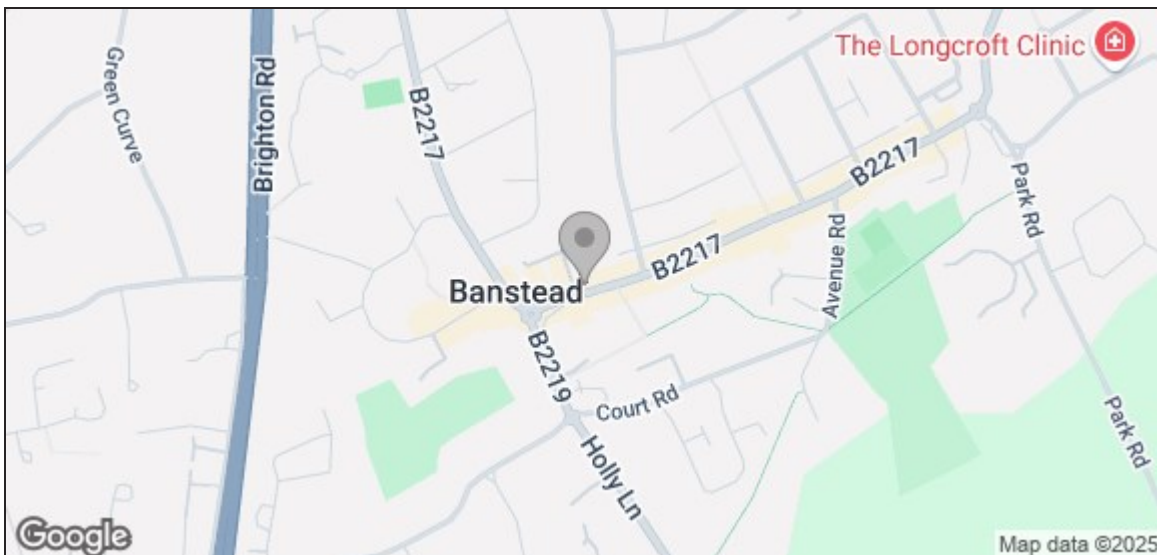 The Longcroft Clinic
Green Curve
Brighton Rd
B2217
B2217
Park Rd
B2217
Avenue Rd
Banstead
B2219
Court Rd
Park Rd
Holly Ln
Google
Map data ©2025